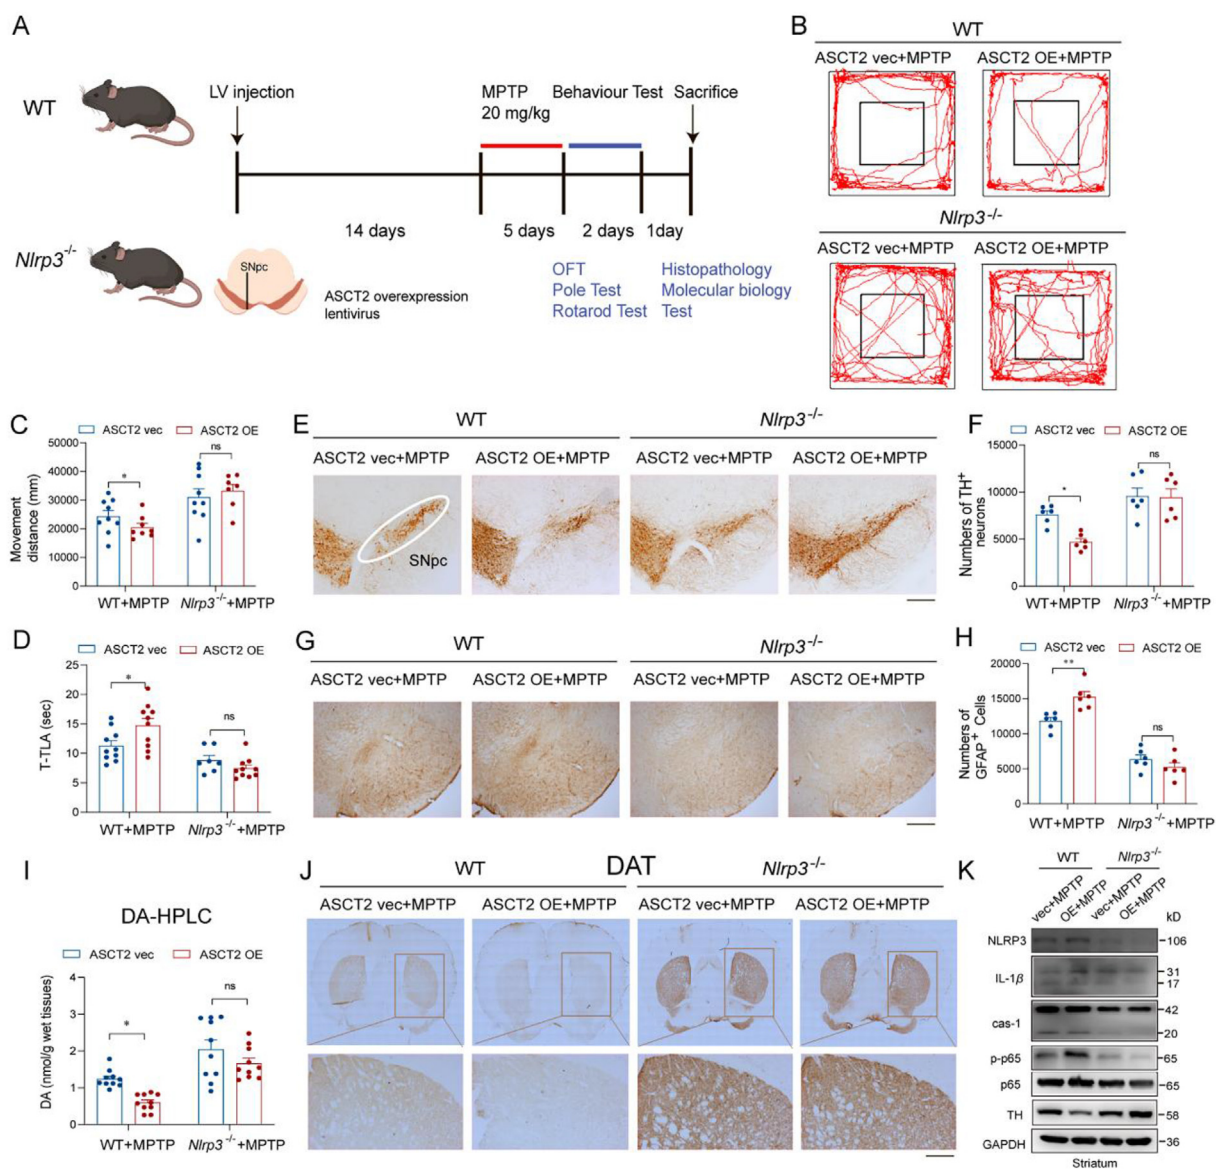 A
WT
LV injection
MPTP
20 mg/kg
Behaviour Test
Sacrifice
Nlrp3-/-
SNpc
14 days
5 days
2 days
1day
ASCT2 overexpression
lentivirus
OFT
Pole Test
Rotarod Test
Histopathology
Molecular biology
Test
B
WT
ASCT2 vec+MPTP ASCT2 OE+MPTP
Nlrp3-/-
ASCT2 vec+MPTP ASCT2 OE+MPTP
C
ASCT2 vec ASCT2 OE
Movement
distance (mm)
50000
40000
30000
20000
10000
0
*
ns
WT+MPTP Nlrp3-/-+MPTP
D
ASCT2 vec ASCT2 OE
T-TLA (sec)
25
20
15
10
5
0
*
ns
WT+MPTP Nlrp3-/-+MPTP
E
WT Nlrp3-/-
ASCT2 vec+MPTP ASCT2 OE+MPTP ASCT2 vec+MPTP ASCT2 OE+MPTP
SNpc
F
ASCT2 vec
ASCT2 OE
Numbers of TH+
neurons
15000
10000
5000
0
*
ns
WT+MPTP Nlrp3-/-+MPTP
G
WT Nlrp3-/-
ASCT2 vec+MPTP ASCT2 OE+MPTP ASCT2 vec+MPTP ASCT2 OE+MPTP
H
ASCT2 vec ASCT2 OE
Numbers of
GFAP+ Cells
20000
15000
10000
5000
0
**
ns
WT+MPTP Nlrp3-/-+MPTP
I
DA-HPLC
ASCT2 vec ASCT2 OE
DA (nmol/g wet tissues)
4
3
2
1
0
*
ns
WT+MPTP Nlrp3-/-+MPTP
J
WT DAT Nlrp3-/-
ASCT2 vec+MPTP ASCT2 OE+MPTP ASCT2 vec+MPTP ASCT2 OE+MPTP
K
WT Nlrp3-/-
vec+MPTP OE+MPTP vec+MPTP OE+MPTP
kD
NLRP3 106
IL-1β 31
17
cas-1 42
20
p-p65 65
p65 65
TH 58
GAPDH 36
Striatum